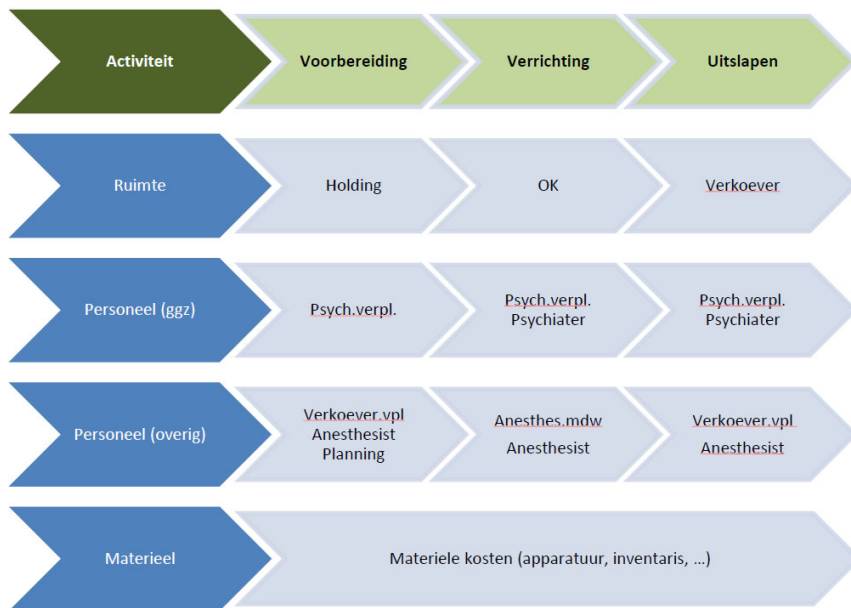 Activiteit
Voorbereiding
Verrichting
Uitslapen
Ruimte
Holding
OK
Verkoever
Personeel (ggz)
Psych.verpl.
Psych.verpl.
Psychiater
Psych.verpl.
Psychiater
Personeel (overig)
Verkoever.vpl
Anesthesist
Planning
Anesthes.mdw
Anesthesist
Verkoever.vpl
Anesthesist
Materieel
Materiele kosten (apparatuur, inventaris, ...)